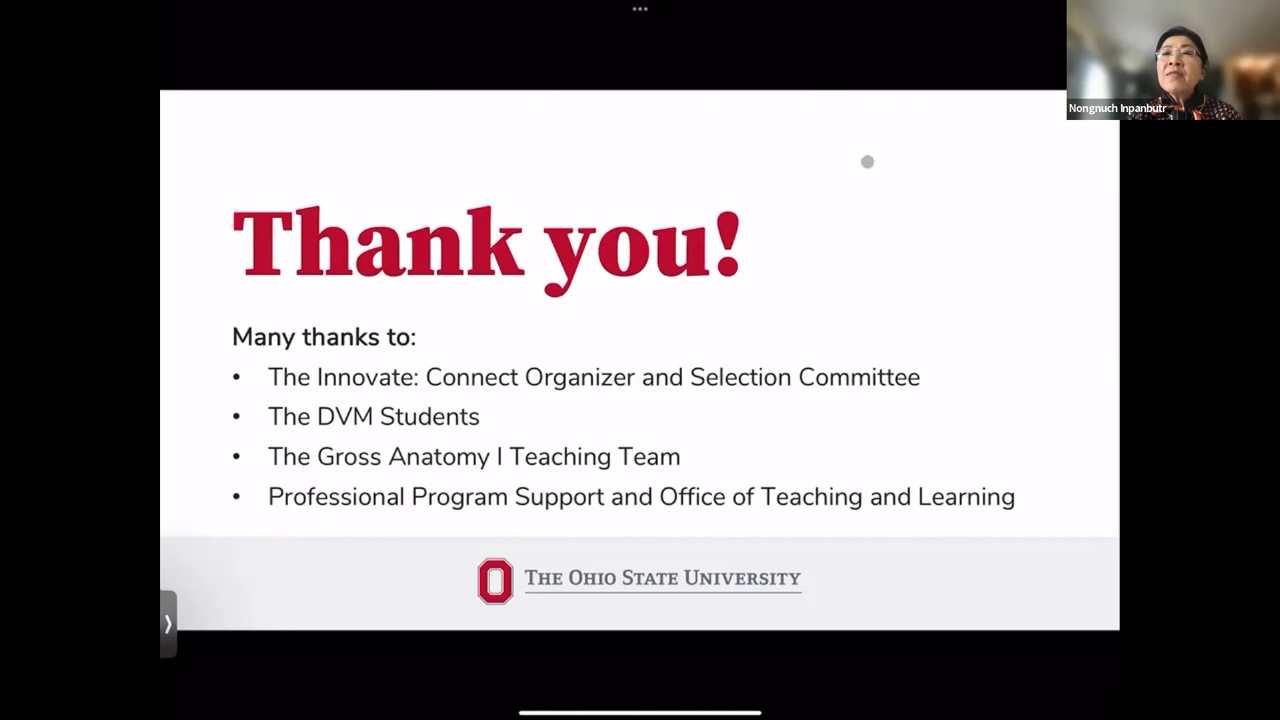 Nongnuch Inpanbutr
Thank you!
Many thanks to:
• The Innovate: Connect Organizer and Selection Committee
• The DVM Students
• The Gross Anatomy I Teaching Team
• Professional Program Support and Office of Teaching and Learning
THE OHIO STATE UNIVERSITY